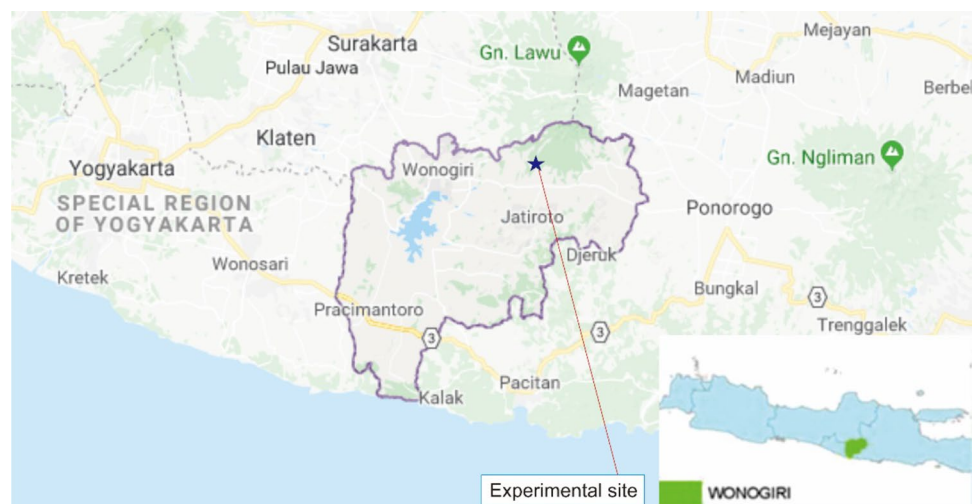 Mejayan
Surakarta
Gn. Lawu
Pulau Jawa
Madiun
Magetan
Berbek
Klaten
Yogyakarta
Wonogiri
Gn. Ngliman
SPECIAL REGION
OF YOGYAKARTA
Jatiroto
Ponorogo
Djeruk
Wonosari
Kretek
Bungkal
Pracimantoro
3
3
3
Trenggalek
Pacitan
Kalak
Experimental site
WONOGIRI